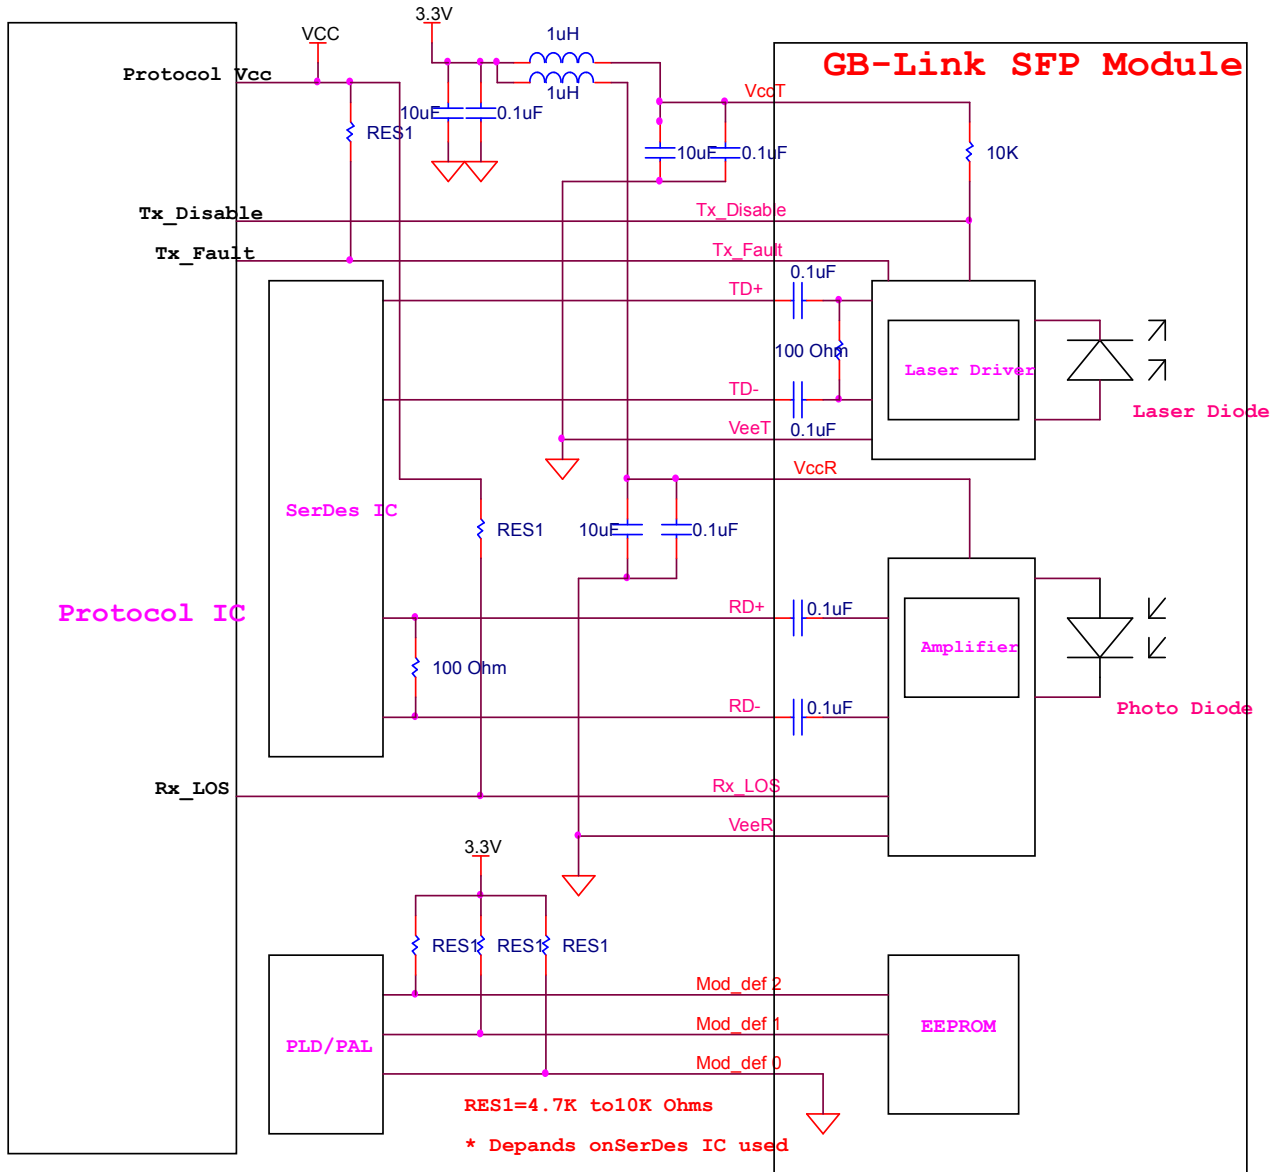 3.3V
VCC
1uH
GB-Link SFP Module
Protocol Vcc
1uH
VccT
10uF
0.1uF
RES1
10uF
0.1uF
10K
Tx_Disable
Tx_Disable
Tx_Fault
Tx_Fault
0.1uF
TD+
100 Ohm
Laser Driver
TD-
Laser Diode
VeeT
0.1uF
VccR
SerDes IC
RES1
10uF
0.1uF
Protocol IC
RD+
0.1uF
Amplifier
100 Ohm
RD-
0.1uF
Photo Diode
Rx_LOS
Rx_LOS
VeeR
3.3V
RES1
RES1
RES1
Mod_def 2
Mod_def 1
EEPROM
PLD/PAL
Mod_def 0
RES1=4.7K to10K Ohms
* Depands onSerDes IC used